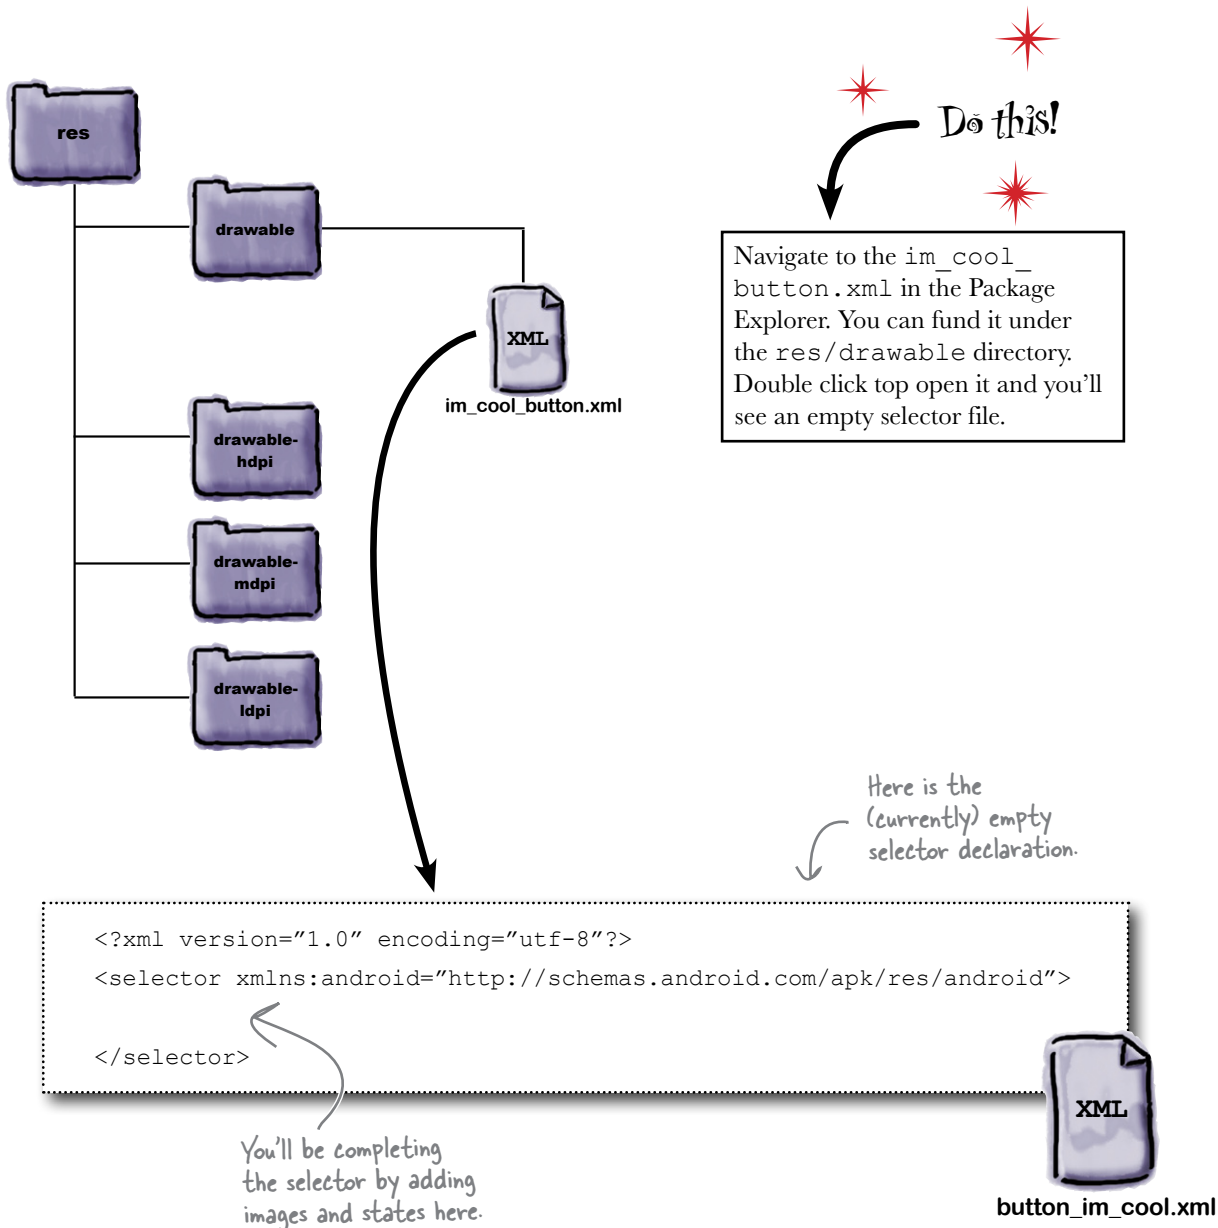 Do this!
res
drawable
XML
im_cool_button.xml
drawable-
hdpi
drawable-
mdpi
drawable-
ldpi
Navigate to the im_cool_
button.xml in the Package
Explorer. You can fund it under
the res/drawable directory.
Double click top open it and you’ll
see an empty selector file.
Here is the
(currently) empty
selector declaration.
<?xml version=”1.0” encoding=”utf-8”?>
<selector xmlns:android=”http://schemas.android.com/apk/res/android”>
</selector>
XML
button_im_cool.xml
You’ll be completing
the selector by adding
images and states here.